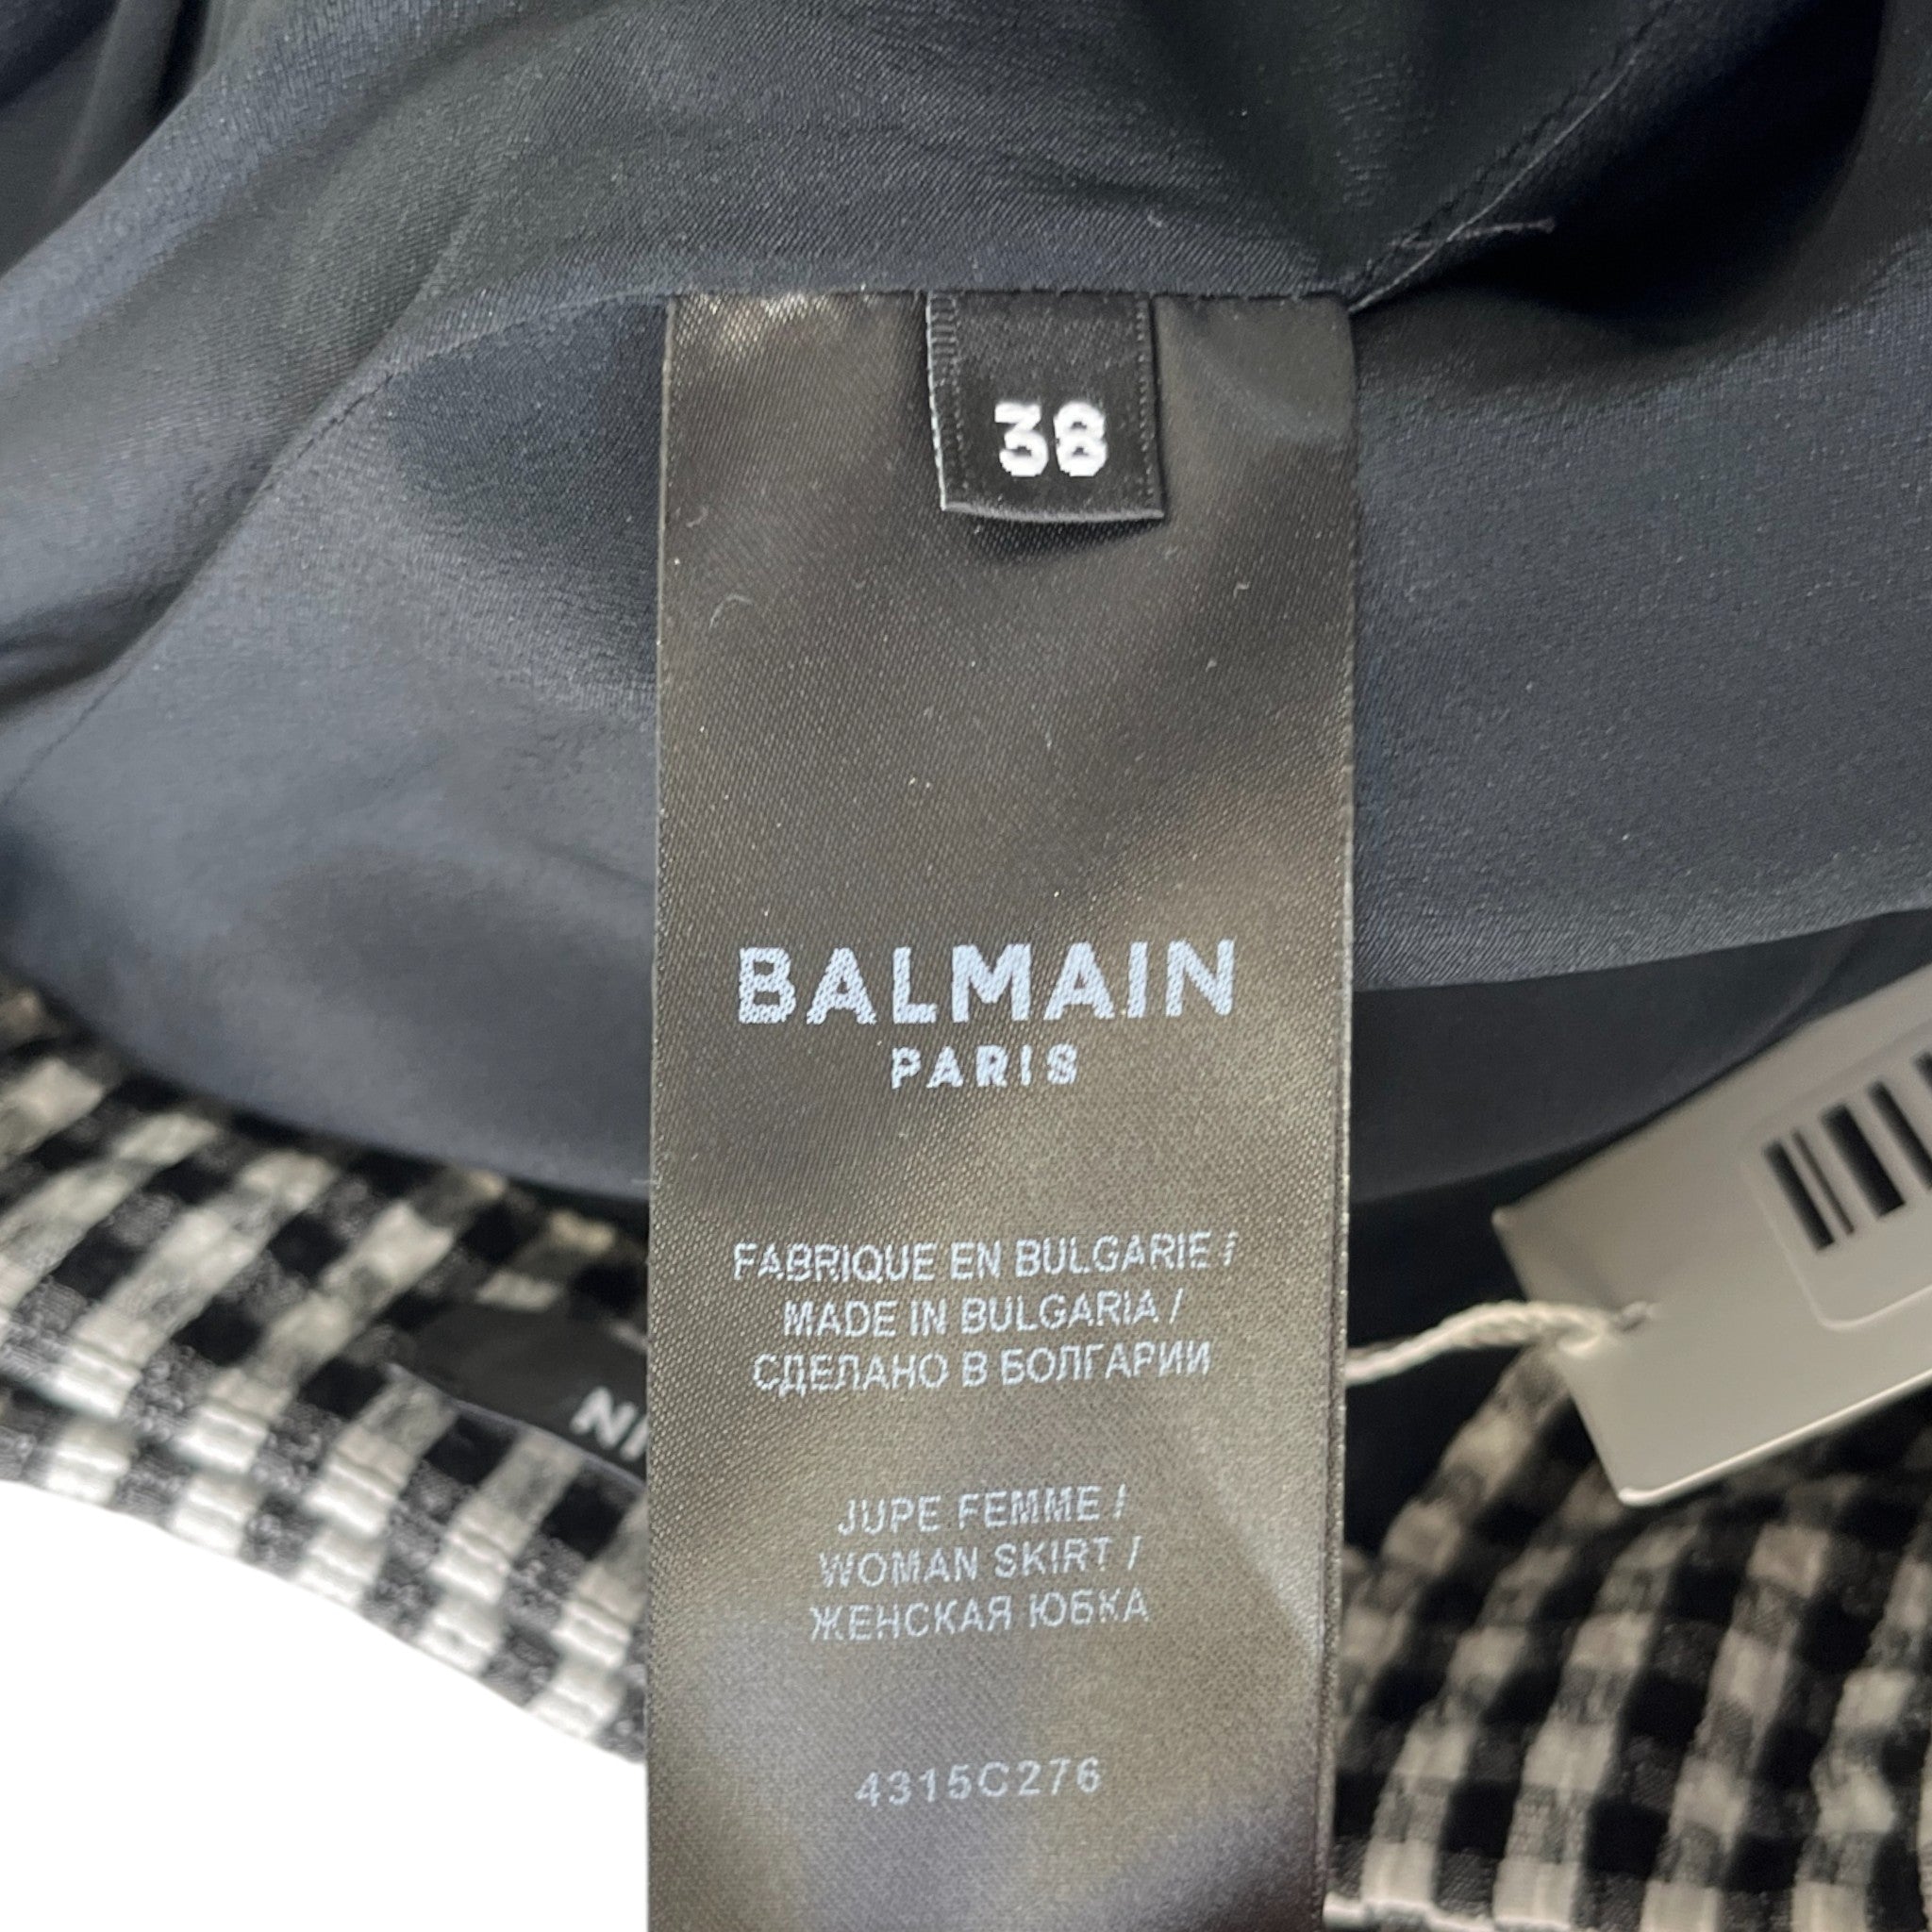 38
BALMAIN
PARIS
FABRIQUE EN BULGARIE /
MADE IN BULGARIA /
СДЕЛАНО В БОЛГАРИИ
JUPE FEMME /
WOMAN SKIRT /
ЖЕНСКАЯ ЮБКА
4315C276